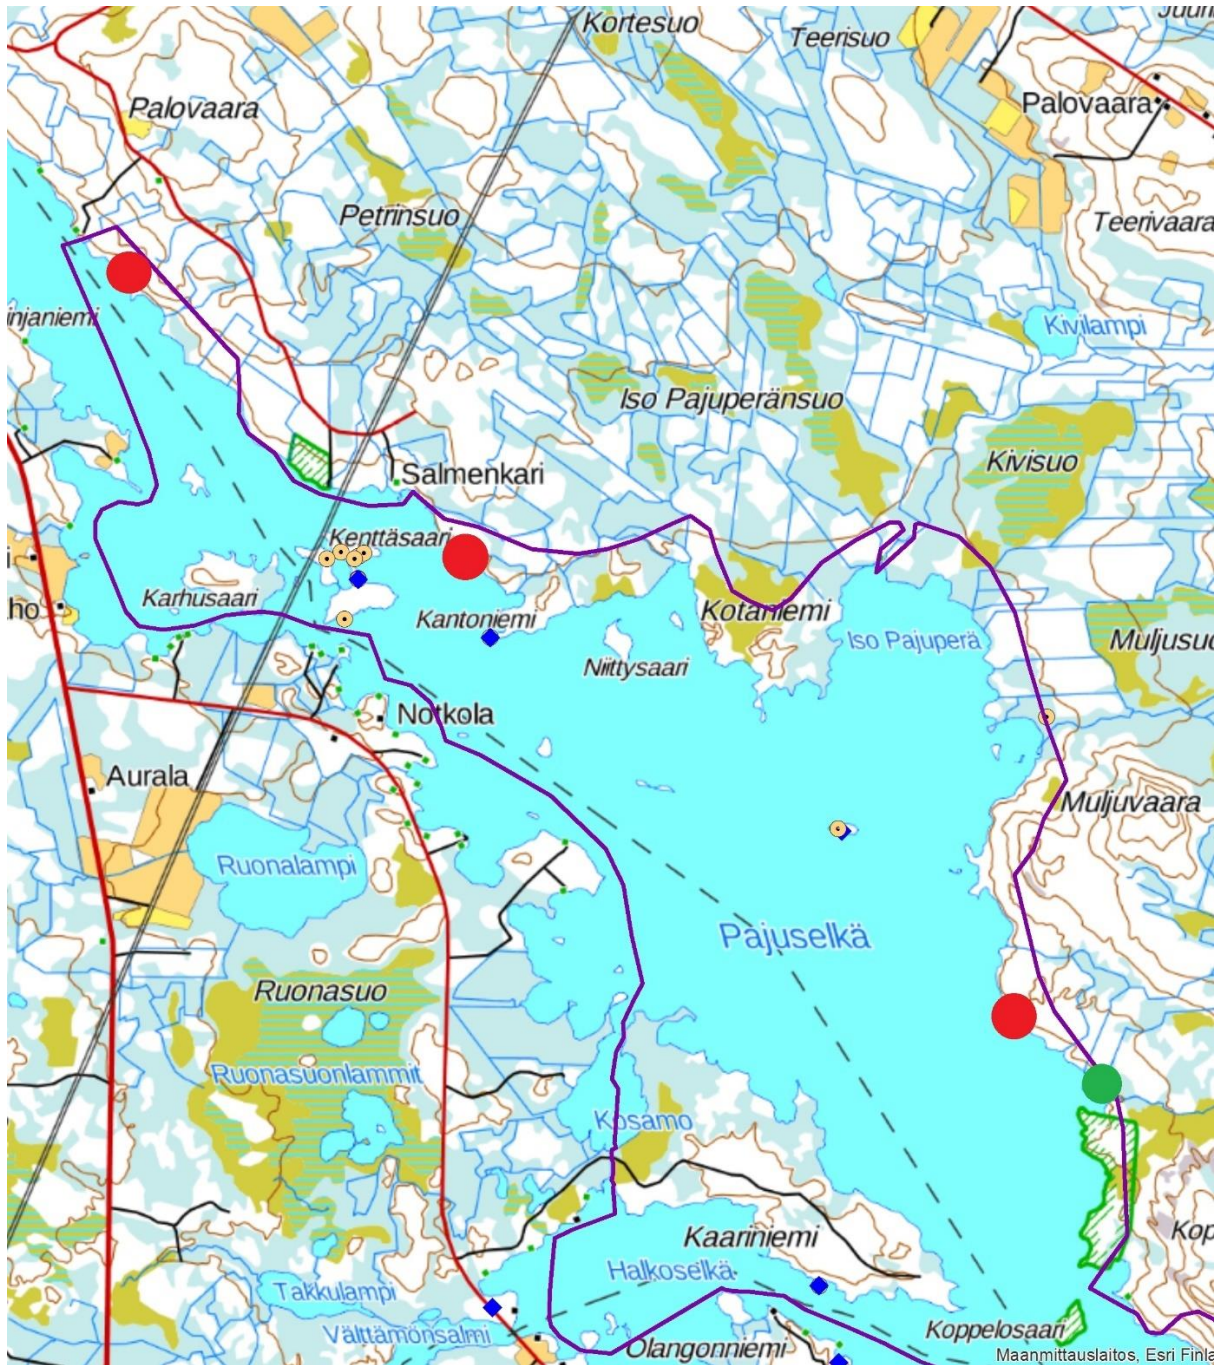 Kortesuo
Teerisuo
Palovaara
Palovaara
Petrinsuo
Teerivaara
Kivilampi
injaniemi
Iso Pajuperänsuo
Kivisuo
Salmenkari
Kenttäsaari
Karhusaari
Kantoniemi
Kotaniemi
Iso Pajuperä
Muljusuo
ho
Niittysaari
Notkola
Aurala
Muljuvaara
Ruonalampi
Pajuselkä
Ruonasuo
Ruonasuonlammit
Kosamo
Kaariniemi
Kop
Halkoselkä
Takkulampi
Välttämönsalmi
Koppelosaari
Olangonniemi
Maanmittauslaitos, Esri Finla